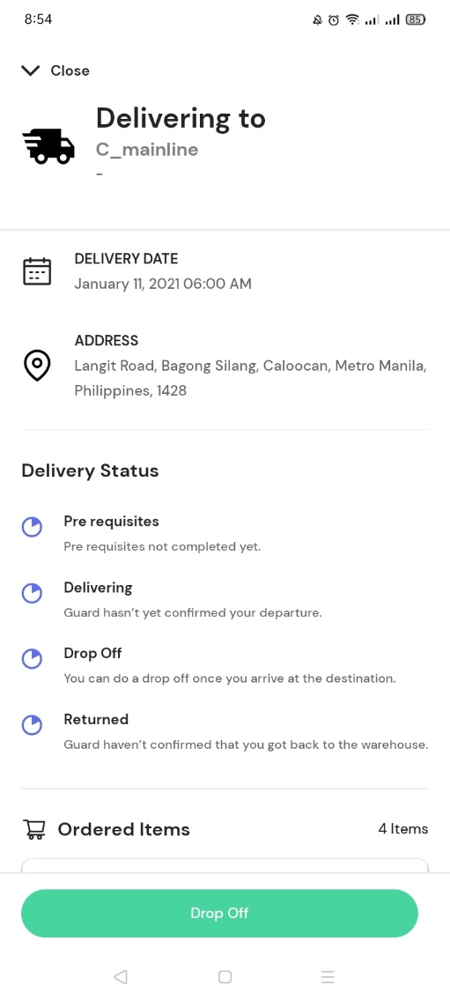 8:54
85
Close
Delivering to
C_mainline
-
DELIVERY DATE
January 11, 2021 06:00 AM
ADDRESS
Langit Road, Bagong Silang, Caloocan, Metro Manila,
Philippines, 1428
Delivery Status
Pre requisites
Pre requisites not completed yet.
Delivering
Guard hasn't yet confirmed your departure.
Drop Off
You can do a drop off once you arrive at the destination.
Returned
Guard haven't confirmed that you got back to the warehouse.
Ordered Items 4 Items
Drop Off